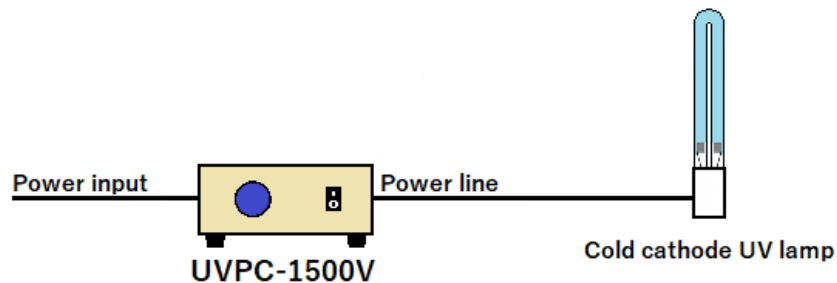 Power input
Power line
UVPC-1500V
Cold cathode UV lamp